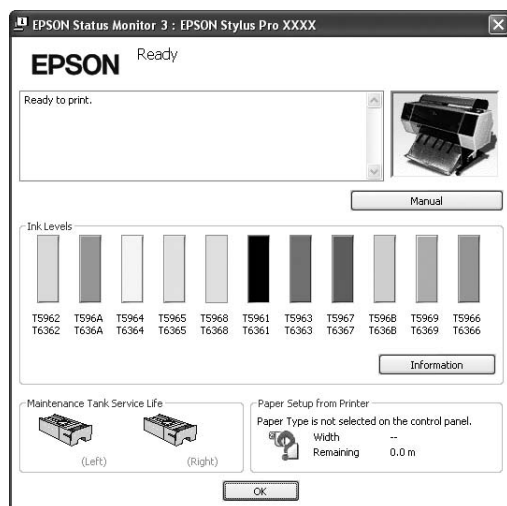 EPSON Status Monitor 3 : EPSON Stylus Pro XXXX
EPSON
Ready
Ready to print.
Manual
Ink Levels
T5962 T596A T5964 T5965 T5968 T5961 T5963 T5967 T596B T5969 T5966
T6362 T636A T6364 T6365 T6368 T6361 T6363 T6367 T636B T6369 T6366
Information
Maintenance Tank Service Life
(Left) (Right)
Paper Setup from Printer
Paper Type is not selected on the control panel.
Width --
Remaining 0.0 m
OK